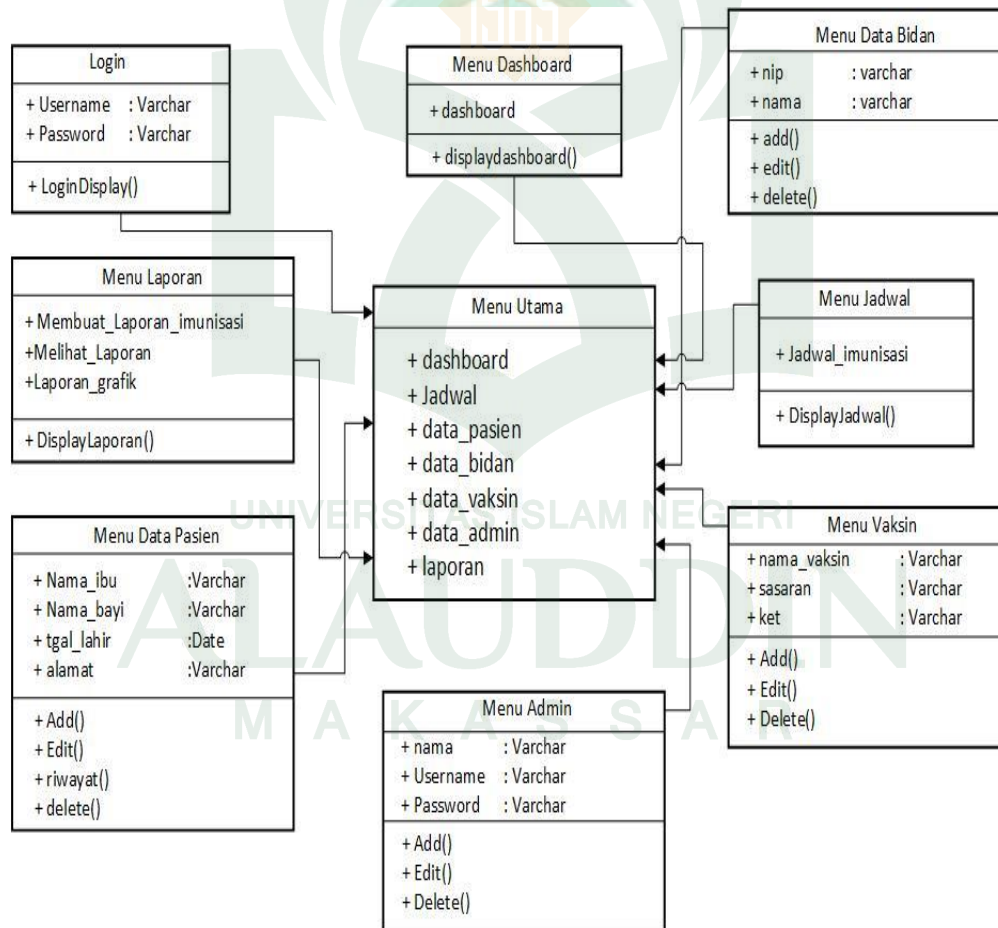 Login
+ Username : Varchar
+ Password : Varchar
+ LoginDisplay()
Menu Dashboard
+ dashboard
+ displaydashboard()
Menu Data Bidan
+ nip : varchar
+ nama : varchar
+ add()
+ edit()
+ delete()
Menu Laporan
+ Membuat_Laporan_imunisasi
+Melihat_Laporan
+Laporan_grafik
+ DisplayLaporan()
Menu Utama
+ dashboard
+ Jadwal
+ data_pasien
+ data_bidan
+ data_vaksin
+ data_admin
+ laporan
Menu Jadwal
+ Jadwal_imunisasi
+ DisplayJadwal()
Menu Data Pasien
+ Nama_ibu :Varchar
+ Nama_bayi :Varchar
+ tgal_lahir :Date
+ alamat :Varchar
+ Add()
+ Edit()
+ riwayat()
+ delete()
Menu Vaksin
+ nama_vaksin : Varchar
+ sasaran : Varchar
+ ket : Varchar
+ Add()
+ Edit()
+ Delete()
Menu Admin
+ nama : Varchar
+ Username : Varchar
+ Password : Varchar
+ Add()
+ Edit()
+ Delete()
UNIVERSITAS ISLAM NEGERI
ALAUDDIN
MAKASSAR